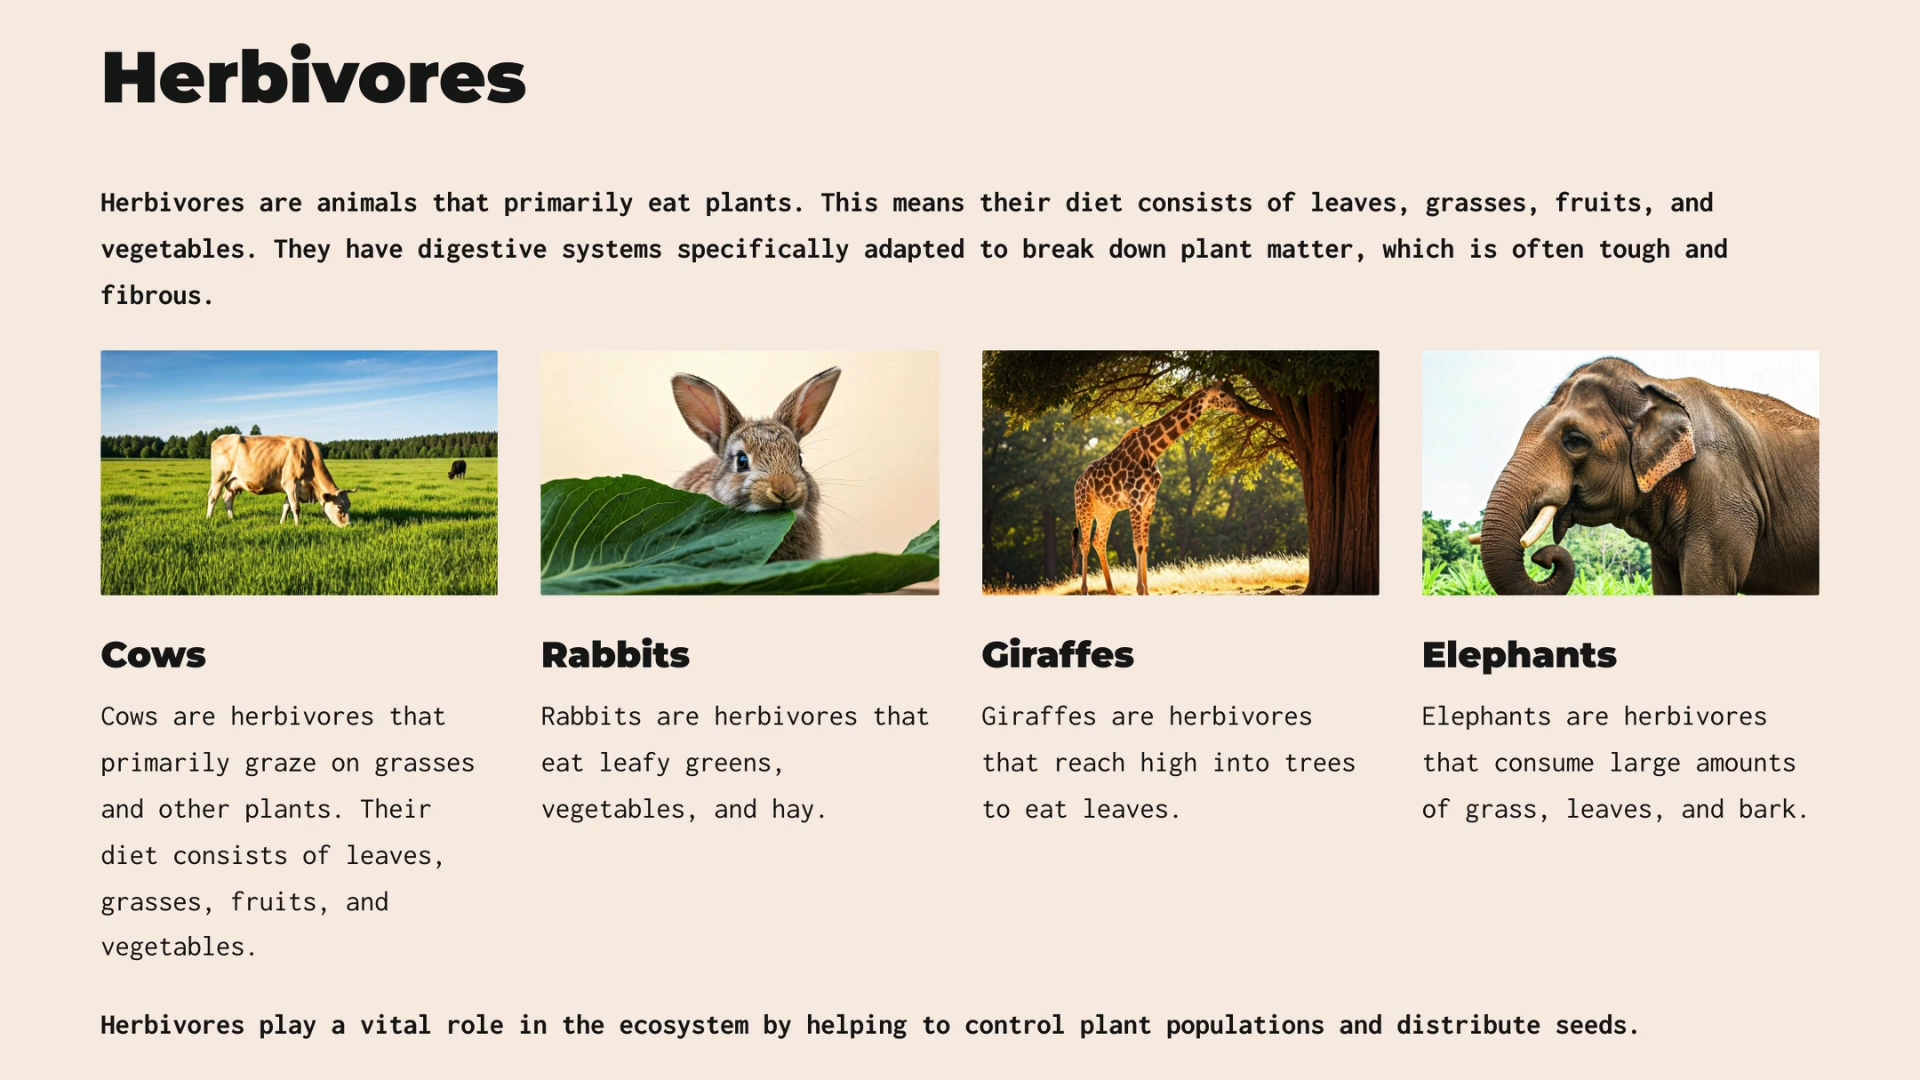 Herbivores
Herbivores are animals that primarily eat plants. This means their diet consists of leaves, grasses, fruits, and
vegetables. They have digestive systems specifically adapted to break down plant matter, which is often tough and
fibrous.
Cows
Cows are herbivores that
primarily graze on grasses
and other plants. Their
diet consists of leaves,
grasses, fruits, and
vegetables.
Rabbits
Rabbits are herbivores that
eat leafy greens,
vegetables, and hay.
Giraffes
Giraffes are herbivores
that reach high into trees
to eat leaves.
Elephants
Elephants are herbivores
that consume large amounts
of grass, leaves, and bark.
Herbivores play a vital role in the ecosystem by helping to control plant populations and distribute seeds.